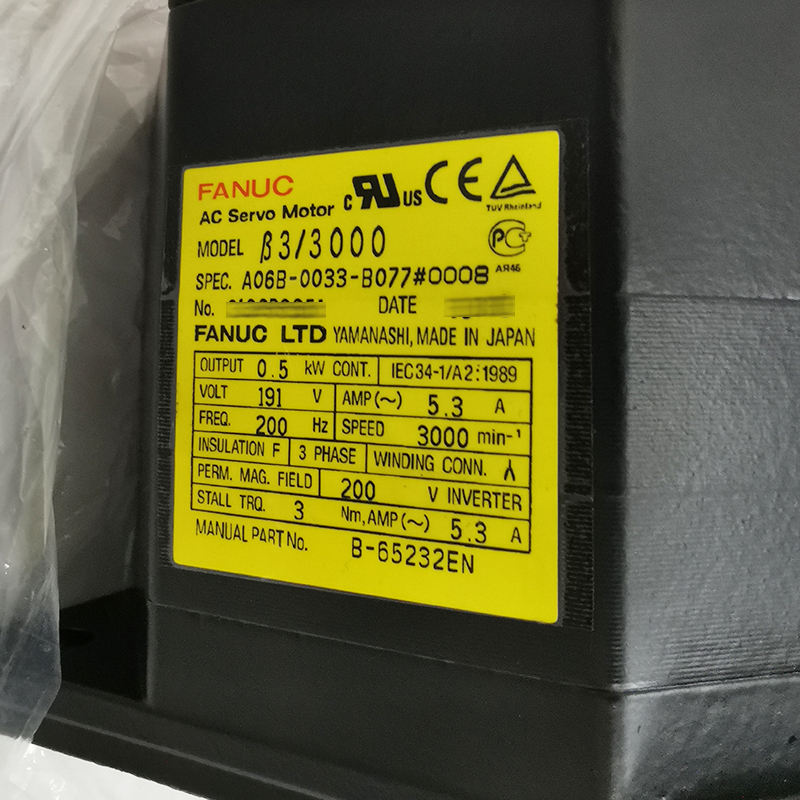 FANUC
AC Servo Motor
c RU US CE
TUV Rheinland
MODEL β3/3000
PC
AR46
SPEC. A06B-0033-B077#0008
No. DATE
FANUC LTD YAMANASHI, MADE IN JAPAN
OUTPUT 0.5 kW CONT. IEC34-1/A2:1989
VOLT 191 V AMP(~) 5.3 A
FREQ. 200 Hz SPEED 3000 min-1
INSULATION F 3 PHASE WINDING CONN.
PERM. MAG. FIELD 200 V INVERTER
STALL TRQ. 3 Nm, AMP(~) 5.3 A
MANUAL PART No. B-65232EN